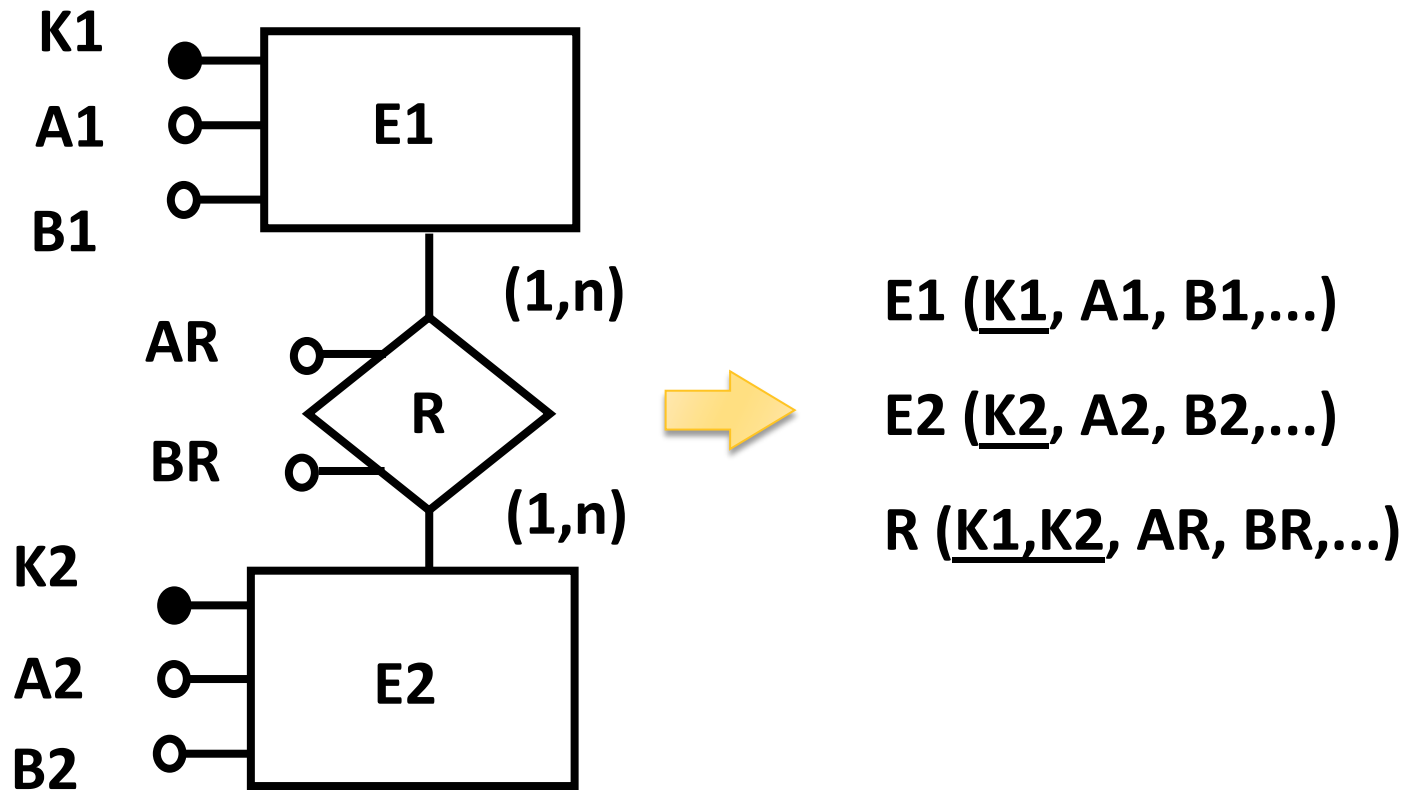 K1
A1
B1
E1
(1,n)
AR
BR
R
(1,n)
K2
A2
B2
E2
E1 (K1, A1, B1,...)
E2 (K2, A2, B2,...)
R (K1,K2, AR, BR,...)